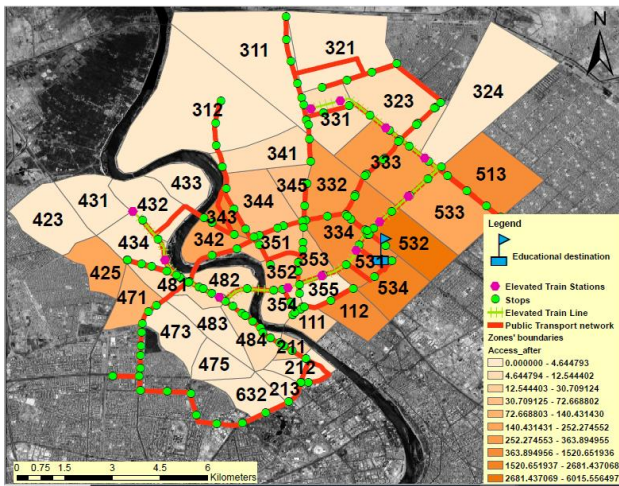 N
311
321
324
323
312
331
341
333
513
433
345
332
344
533
431
432
423
343
334
434
342
351
532
353
425
352
531
482
481
355
534
471
354
111
112
473
483
484
211
475
212
213
632
Legend
Educational destination
Elevated Train Stations
Stops
Elevated Train Line
Public Transport network
Zones' boundaries
Access_after
0.000000 - 4.644793
4.644794 - 12.544402
12.544403 - 30.709124
30.709125 - 72.668802
72.668803 - 140.431430
140.431431 - 252.274552
252.274553 - 363.894955
363.894956 - 1520.651936
1520.651937 - 2681.437068
2681.437069 - 6015.556497
0 0.75 1.5 3 4.5 6
Kilometers